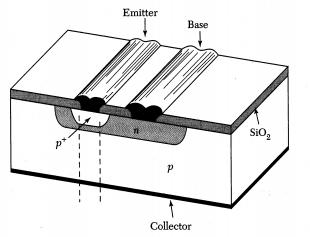 Emitter
Base
SiO₂
p⁺
n
p
Collector